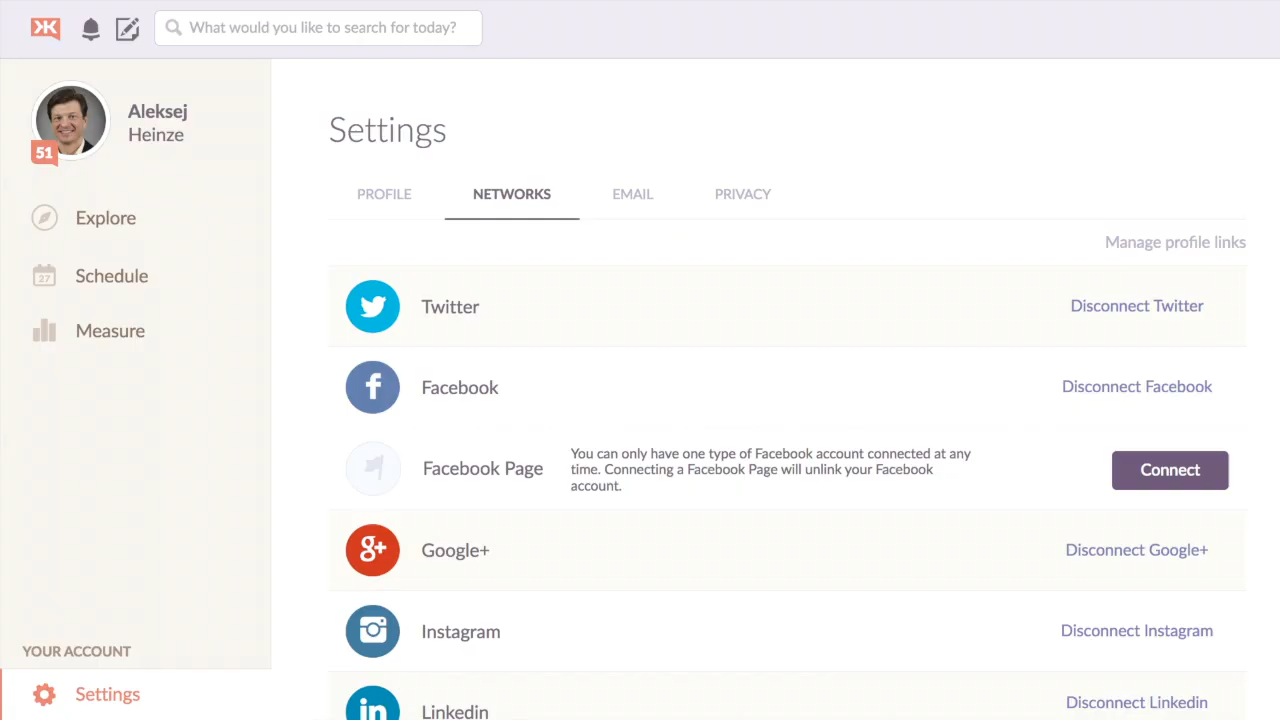 What would you like to search for today?
Aleksej
Heinze
51
Explore
27
Schedule
Measure
YOUR ACCOUNT
Settings
Settings
PROFILE
NETWORKS
EMAIL
PRIVACY
Manage profile links
Twitter
Disconnect Twitter
f
Facebook
Disconnect Facebook
Facebook Page
You can only have one type of Facebook account connected at any
time. Connecting a Facebook Page will unlink your Facebook
account.
Connect
g+
Google+
Disconnect Google+
Instagram
Disconnect Instagram
in
Linkedin
Disconnect Linkedin